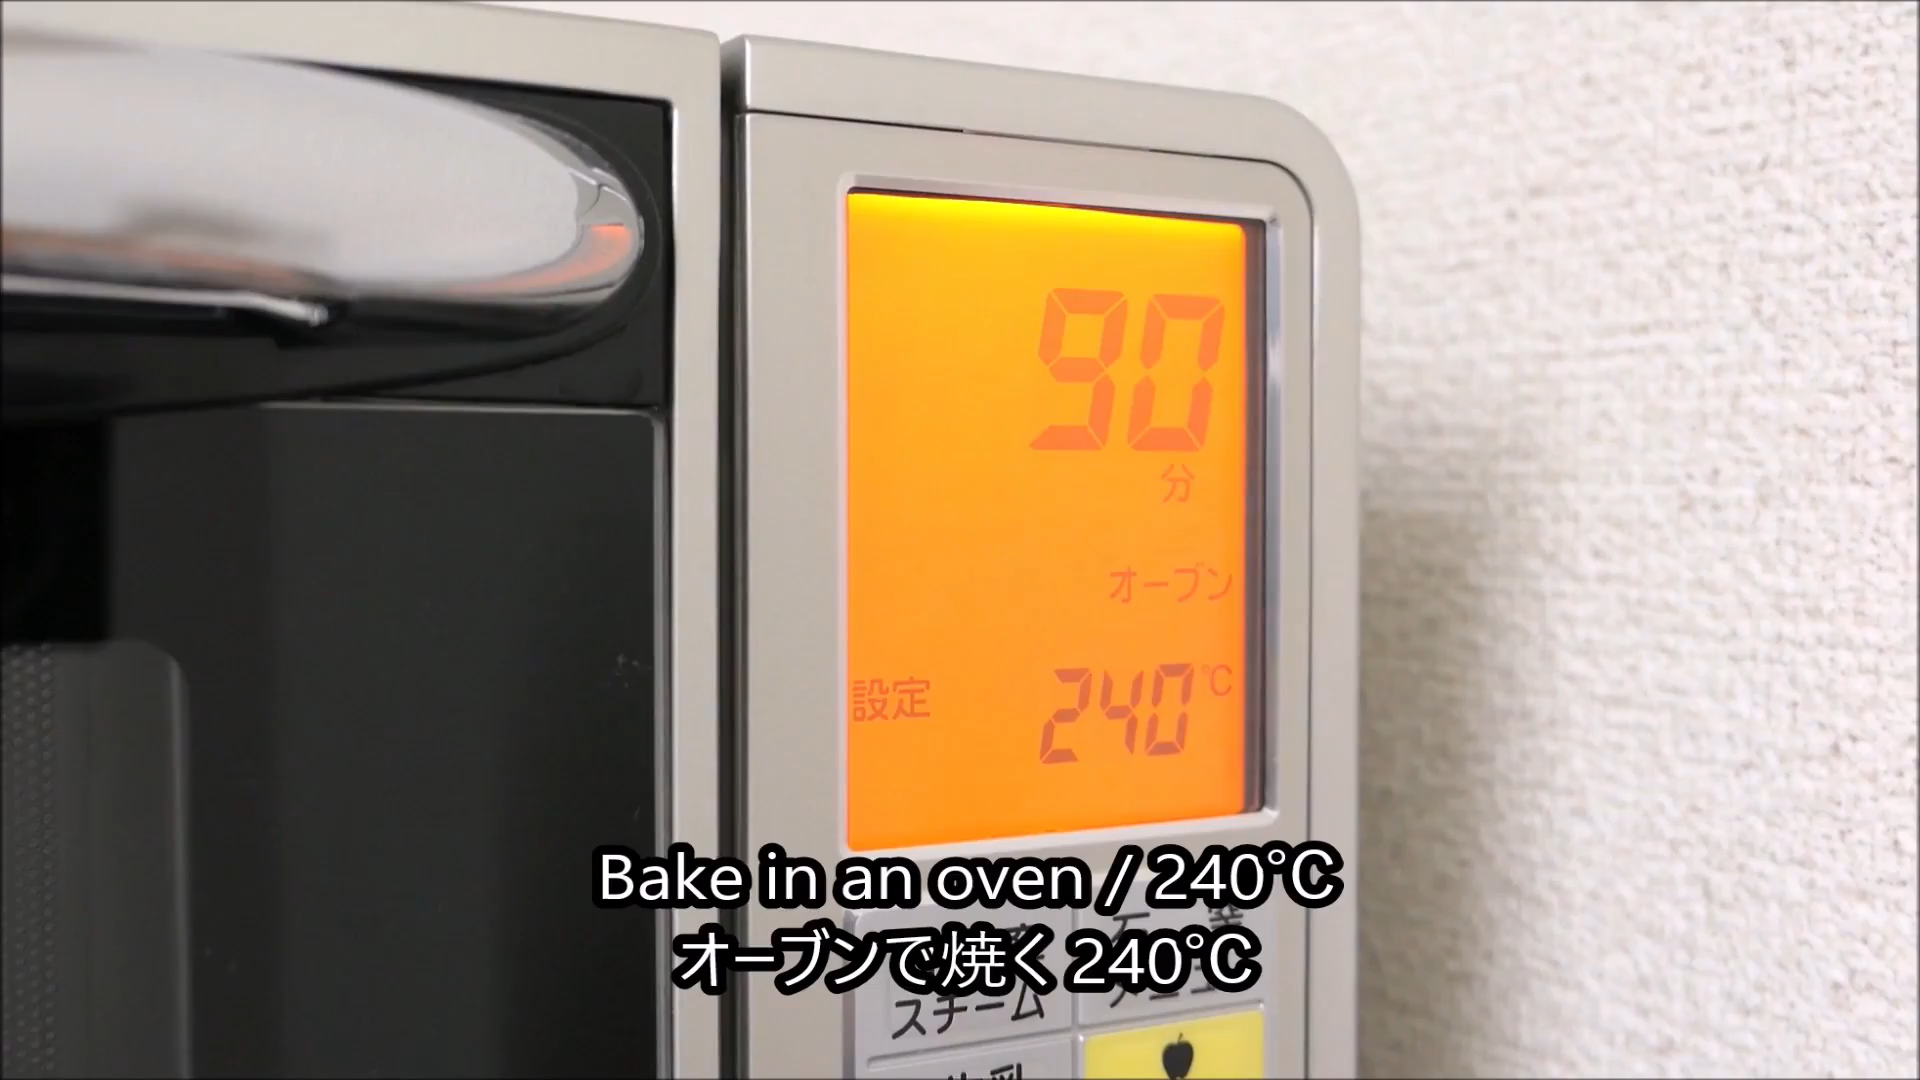 90
分
オーブン
設定 240℃
Bake in an oven / 240℃
オーブンで焼く 240℃
スチーム